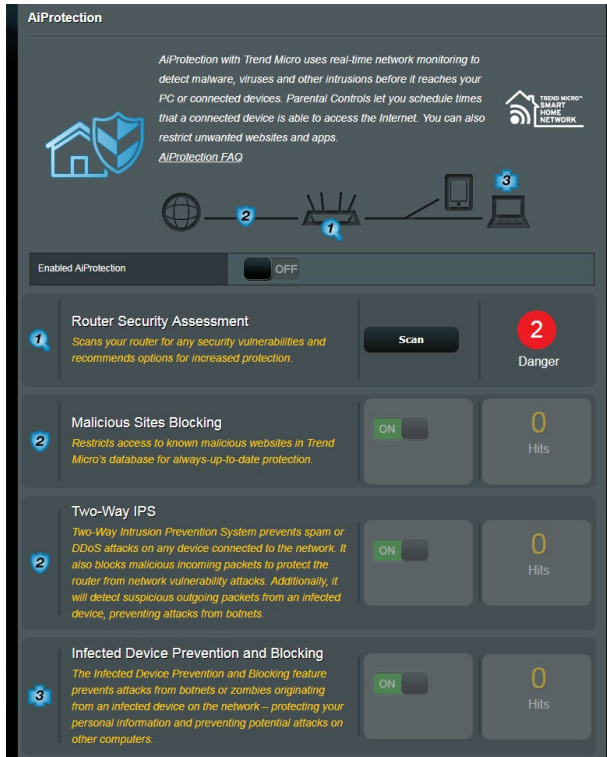 AiProtection
AiProtection with Trend Micro uses real-time network monitoring to
detect malware, viruses and other intrusions before it reaches your
PC or connected devices. Parental Controls let you schedule times
that a connected device is able to access the Internet. You can also
restrict unwanted websites and apps.
AiProtection FAQ
TREND MICRO™
SMART
HOME
NETWORK
3
2
1
Enabled AiProtection
OFF
1
Router Security Assessment
Scans your router for any security vulnerabilities and
recommends options for increased protection.
Scan
2
Danger
2
Malicious Sites Blocking
Restricts access to known malicious websites in Trend
Micro's database for always-up-to-date protection.
ON
0
Hits
2
Two-Way IPS
Two-Way Intrusion Prevention System prevents spam or
DDoS attacks on any device connected to the network. It
also blocks malicious incoming packets to protect the
router from network vulnerability attacks. Additionally, it
will detect suspicious outgoing packets from an infected
device, preventing attacks from botnets.
ON
0
Hits
3
Infected Device Prevention and Blocking
The Infected Device Prevention and Blocking feature
prevents attacks from botnets or zombies originating
from an infected device on the network – protecting your
personal information and preventing potential attacks on
other computers.
ON
0
Hits